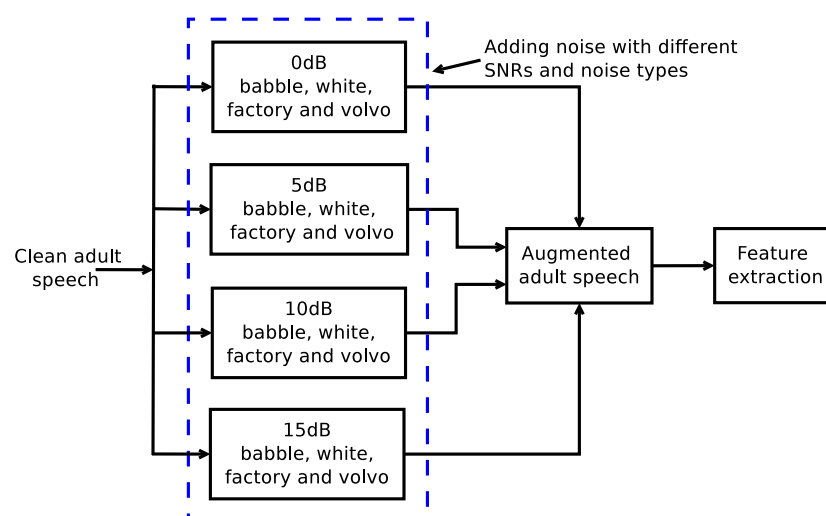 0dB
babble, white,
factory and volvo
Adding noise with different
SNRs and noise types
5dB
babble, white,
factory and volvo
Clean adult
speech
Augmented
adult speech
Feature
extraction
10dB
babble, white,
factory and volvo
15dB
babble, white,
factory and volvo